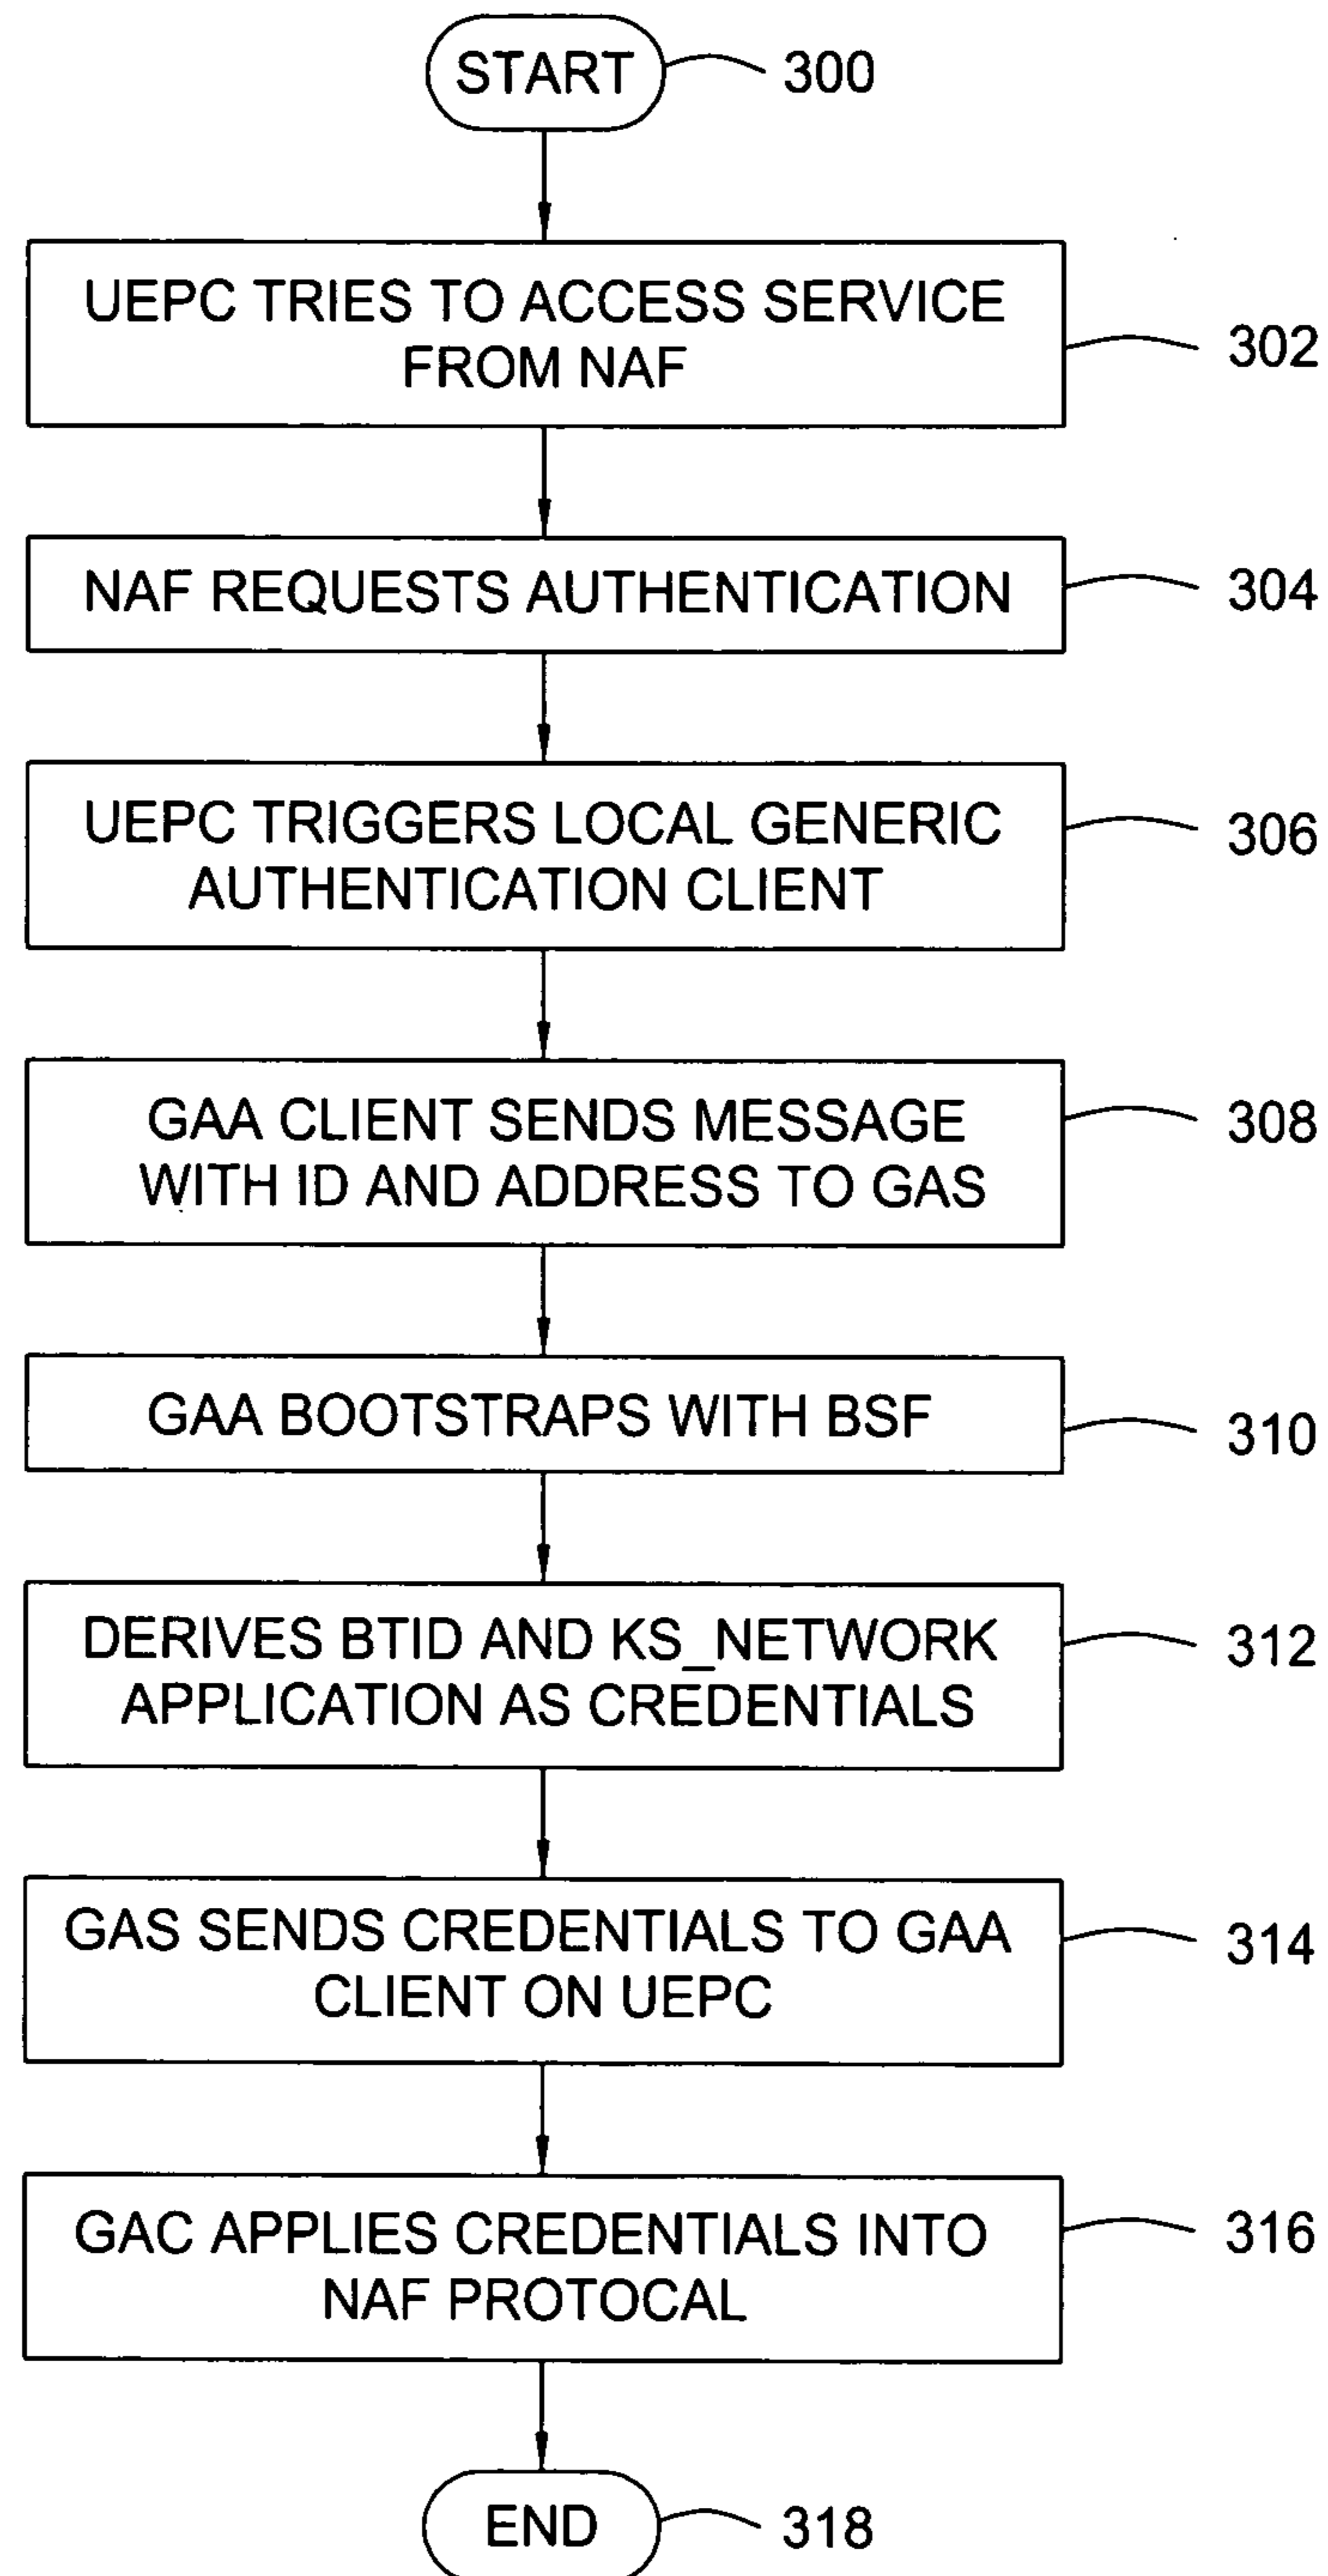 START
300
UEPC TRIES TO ACCESS SERVICE
FROM NAF
302
NAF REQUESTS AUTHENTICATION
304
UEPC TRIGGERS LOCAL GENERIC
AUTHENTICATION CLIENT
306
GAA CLIENT SENDS MESSAGE
WITH ID AND ADDRESS TO GAS
308
GAA BOOTSTRAPS WITH BSF
310
DERIVES BTID AND KS_NETWORK
APPLICATION AS CREDENTIALS
312
GAS SENDS CREDENTIALS TO GAA
CLIENT ON UEPC
314
GAC APPLIES CREDENTIALS INTO
NAF PROTOCAL
316
END
318